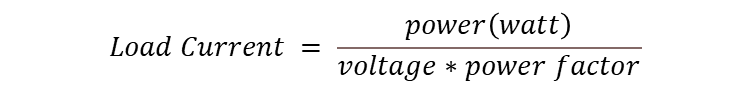 Load Current = power(watt) / voltage * power factor